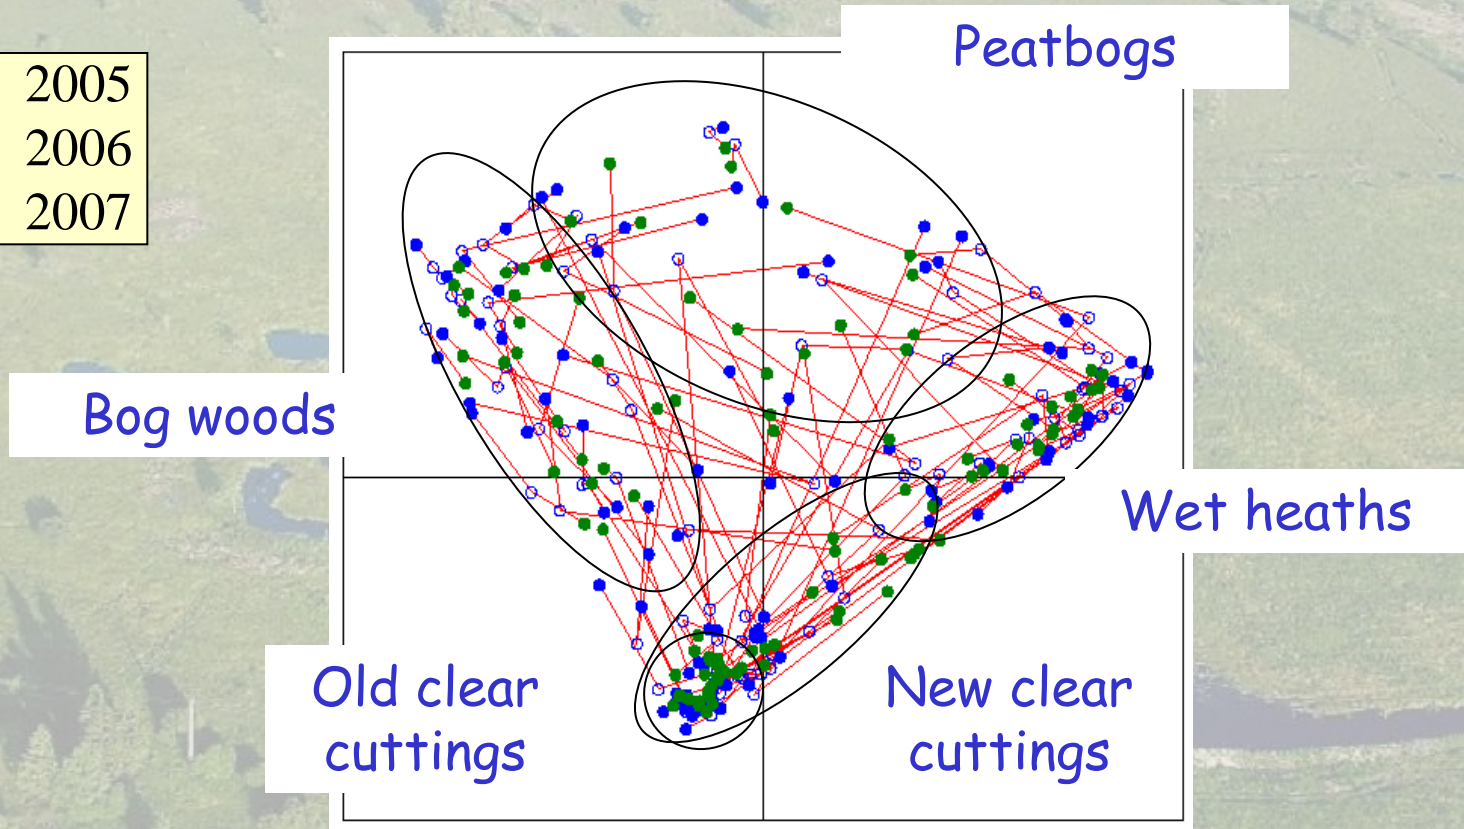 Peatbogs
2005
2006
2007
Bog woods
Wet heaths
Old clear
cuttings
New clear
cuttings